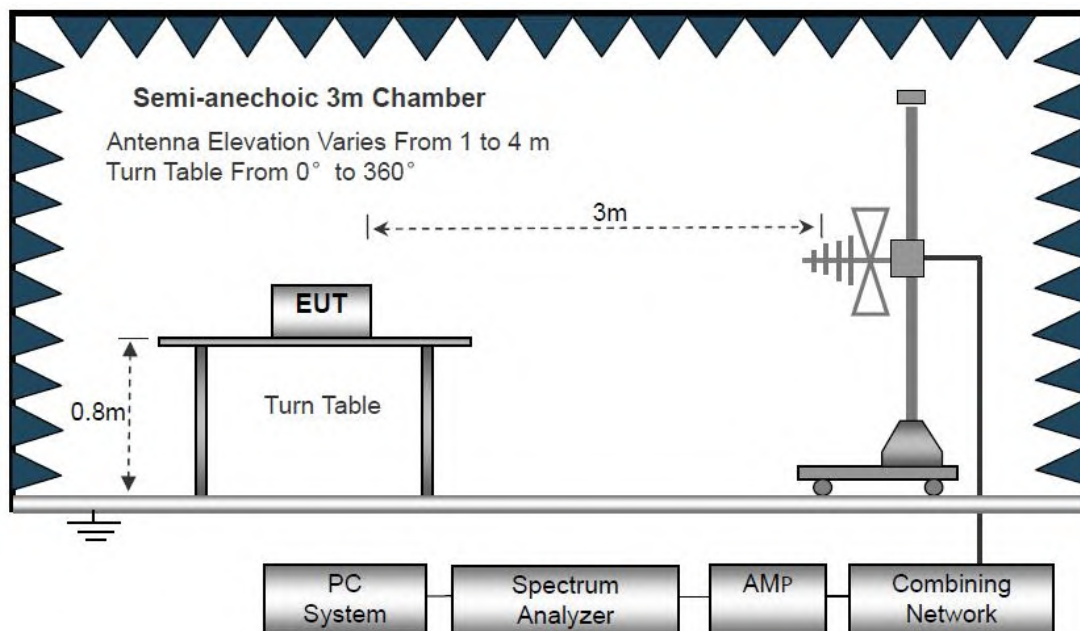 Semi-anechoic 3m Chamber
Antenna Elevation Varies From 1 to 4 m
Turn Table From 0° to 360°
3m
EUT
0.8m
Turn Table
PC
System
Spectrum
Analyzer
AMP
Combining
Network